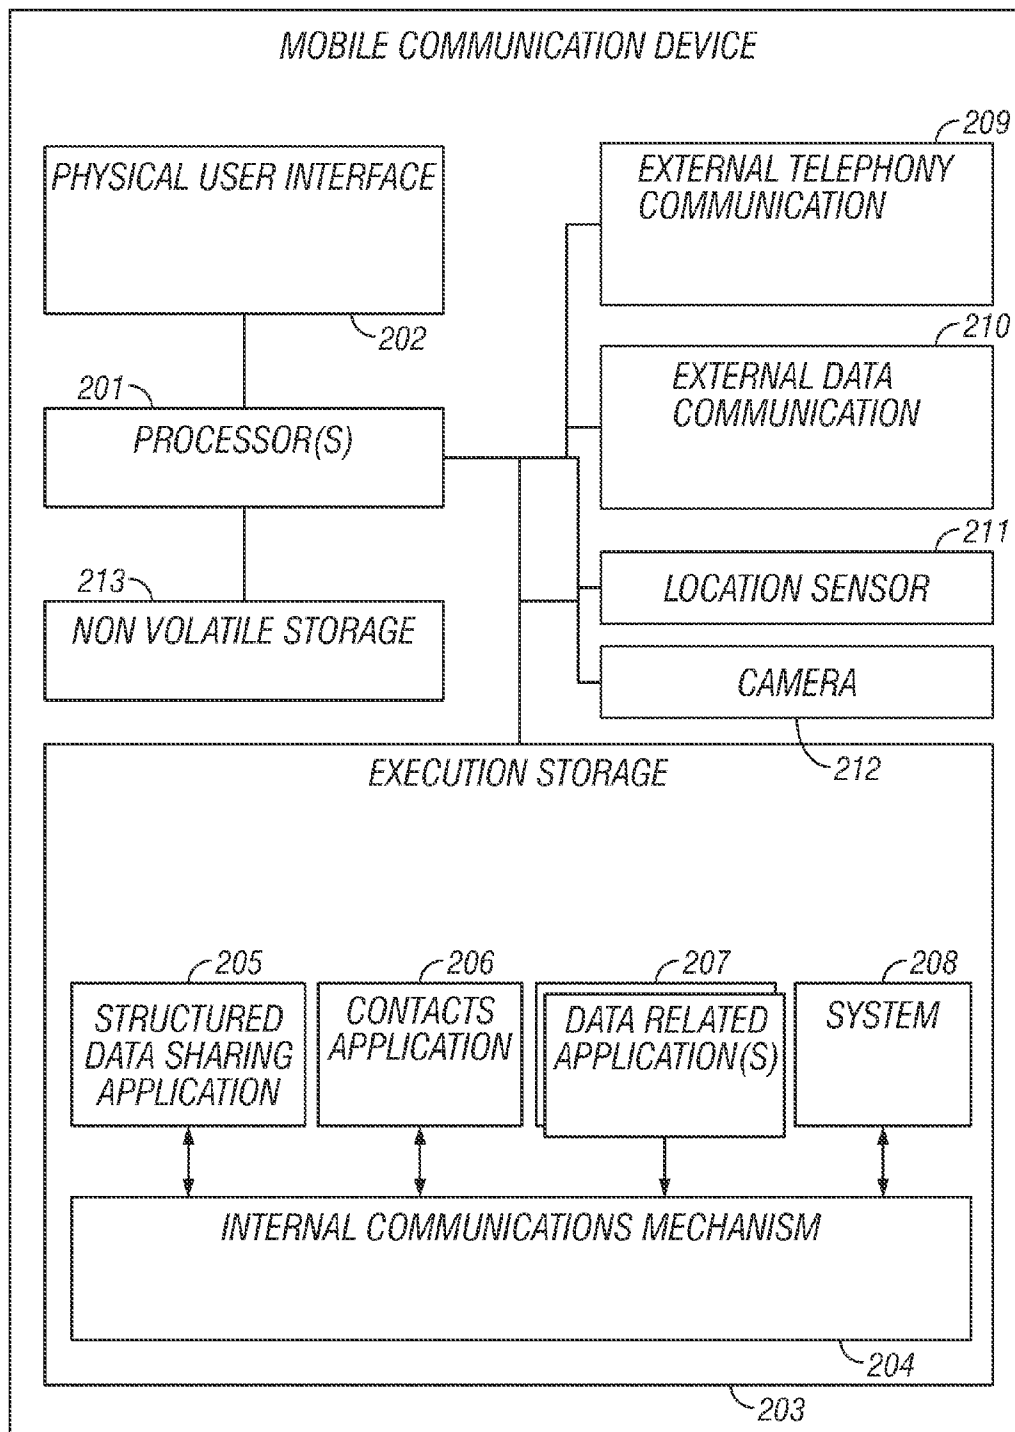 MOBILE COMMUNICATION DEVICE
209
PHYSICAL USER INTERFACE
EXTERNAL TELEPHONY
COMMUNICATION
202
210
201
EXTERNAL DATA
COMMUNICATION
PROCESSOR(S)
211
213
LOCATION SENSOR
NON VOLATILE STORAGE
CAMERA
212
EXECUTION STORAGE
205
206
207
208
STRUCTURED
DATA SHARING
APPLICATION
CONTACTS
APPLICATION
DATA RELATED
APPLICATION(S)
SYSTEM
INTERNAL COMMUNICATIONS MECHANISM
204
203